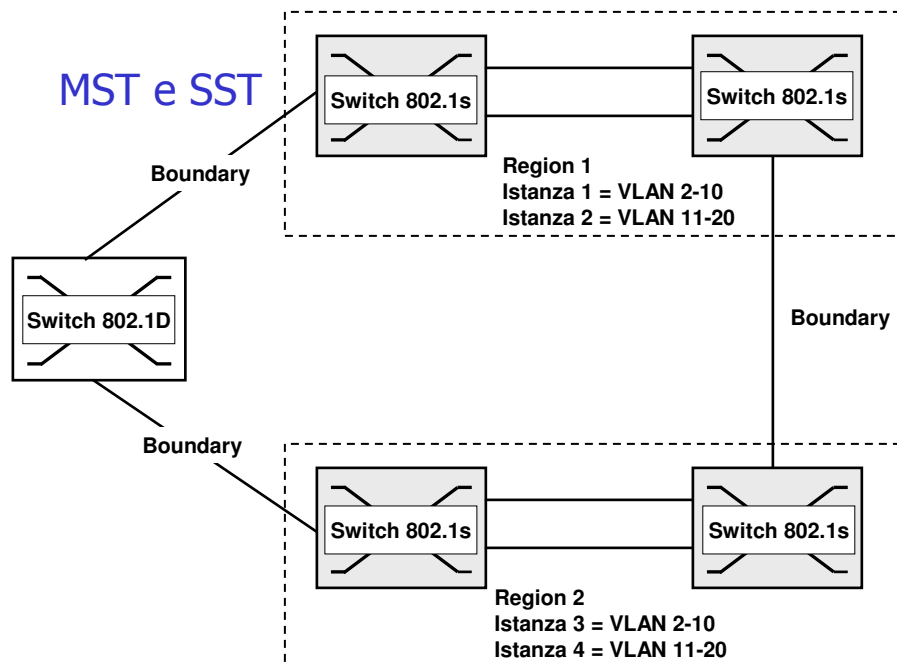 MST e SST
Switch 802.1s
Switch 802.1s
Boundary
Region 1
Istanza 1 = VLAN 2-10
Istanza 2 = VLAN 11-20
Switch 802.1D
Boundary
Boundary
Switch 802.1s
Switch 802.1s
Region 2
Istanza 3 = VLAN 2-10
Istanza 4 = VLAN 11-20